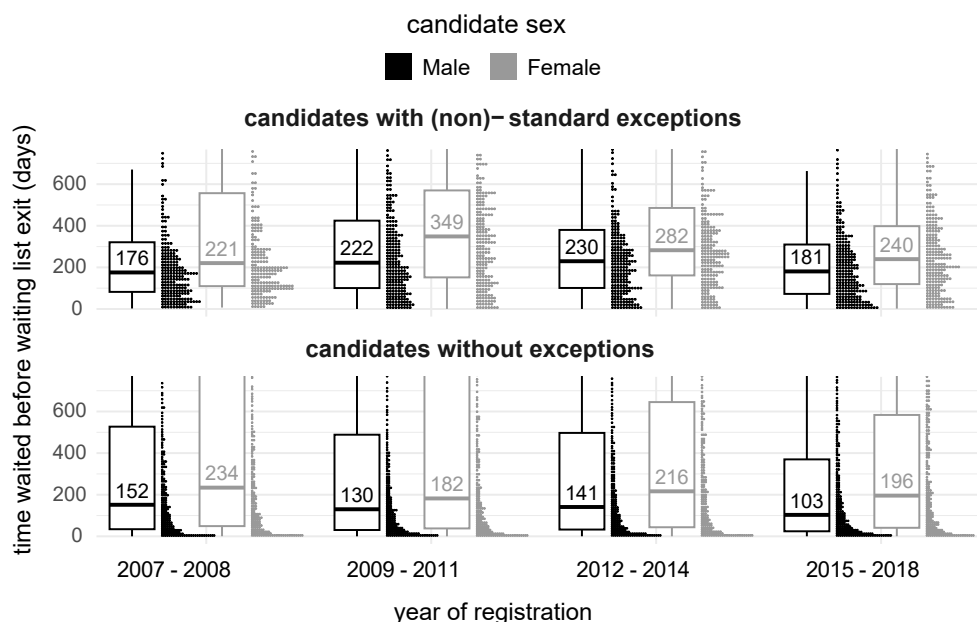 candidate sex
Male Female
candidates with (non)− standard exceptions
time waited before waiting list exit (days)
600
400
200
0
176 221 222 349 230 282 181 240
candidates without exceptions
600
400
200
0
152 234 130 182 141 216 103 196
2007 - 2008 2009 - 2011 2012 - 2014 2015 - 2018
year of registration